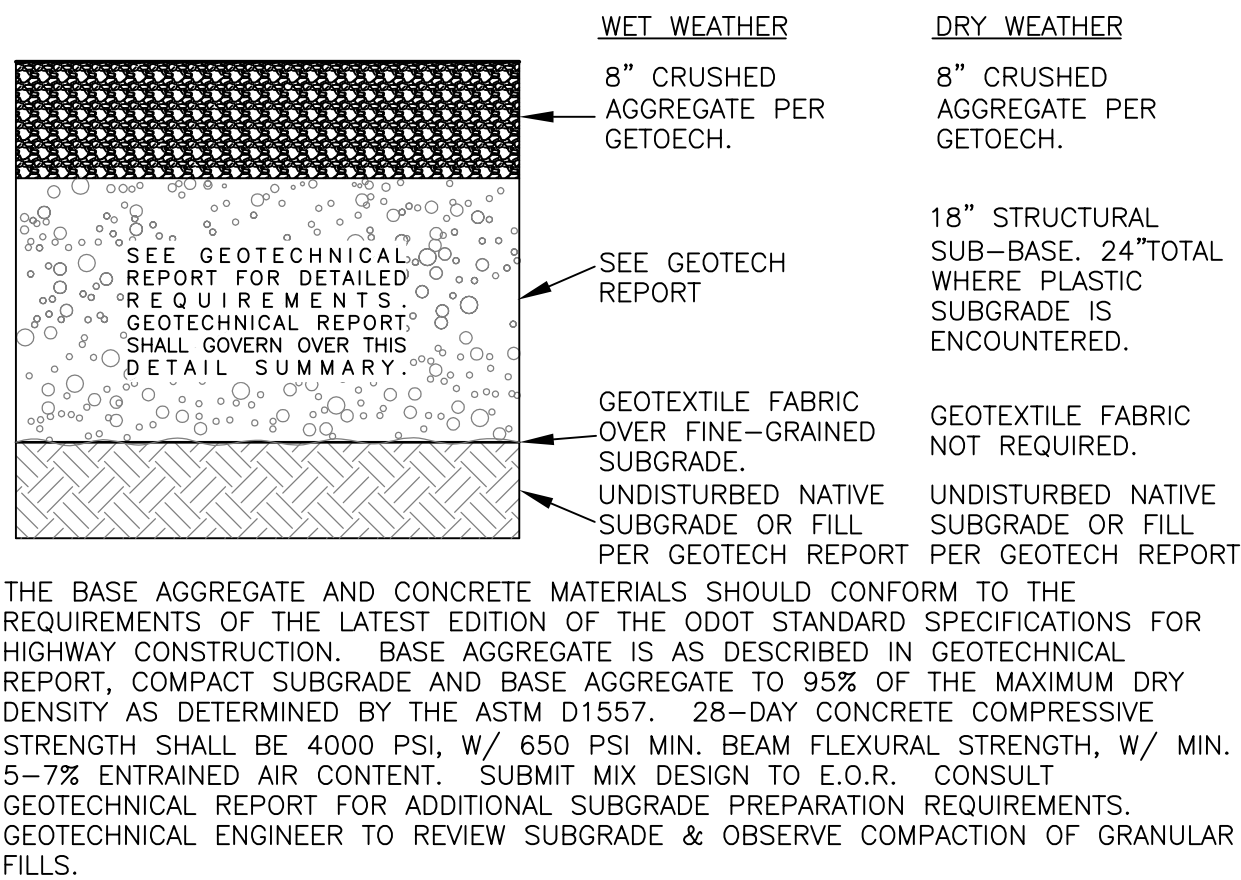 WET WEATHER
8” CRUSHED
AGGREGATE PER
GETOECH.
SEE GEOTECH
REPORT
GEOTEXTILE FABRIC
OVER FINE–GRAINED
SUBGRADE.
UNDISTURBED NATIVE
SUBGRADE OR FILL
PER GEOTECH REPORT
DRY WEATHER
8” CRUSHED
AGGREGATE PER
GETOECH.
18” STRUCTURAL
SUB–BASE. 24”TOTAL
WHERE PLASTIC
SUBGRADE IS
ENCOUNTERED.
GEOTEXTILE FABRIC
NOT REQUIRED.
UNDISTURBED NATIVE
SUBGRADE OR FILL
PER GEOTECH REPORT
SEE GEOTECHNICAL
REPORT FOR DETAILED
REQUIREMENTS.
GEOTECHNICAL REPORT
SHALL GOVERN OVER THIS
DETAIL SUMMARY.
THE BASE AGGREGATE AND CONCRETE MATERIALS SHOULD CONFORM TO THE
REQUIREMENTS OF THE LATEST EDITION OF THE ODOT STANDARD SPECIFICATIONS FOR
HIGHWAY CONSTRUCTION. BASE AGGREGATE IS AS DESCRIBED IN GEOTECHNICAL
REPORT, COMPACT SUBGRADE AND BASE AGGREGATE TO 95% OF THE MAXIMUM DRY
DENSITY AS DETERMINED BY THE ASTM D1557. 28–DAY CONCRETE COMPRESSIVE
STRENGTH SHALL BE 4000 PSI, W/ 650 PSI MIN. BEAM FLEXURAL STRENGTH, W/ MIN.
5–7% ENTRAINED AIR CONTENT. SUBMIT MIX DESIGN TO E.O.R. CONSULT
GEOTECHNICAL REPORT FOR ADDITIONAL SUBGRADE PREPARATION REQUIREMENTS.
GEOTECHNICAL ENGINEER TO REVIEW SUBGRADE & OBSERVE COMPACTION OF GRANULAR
FILLS.